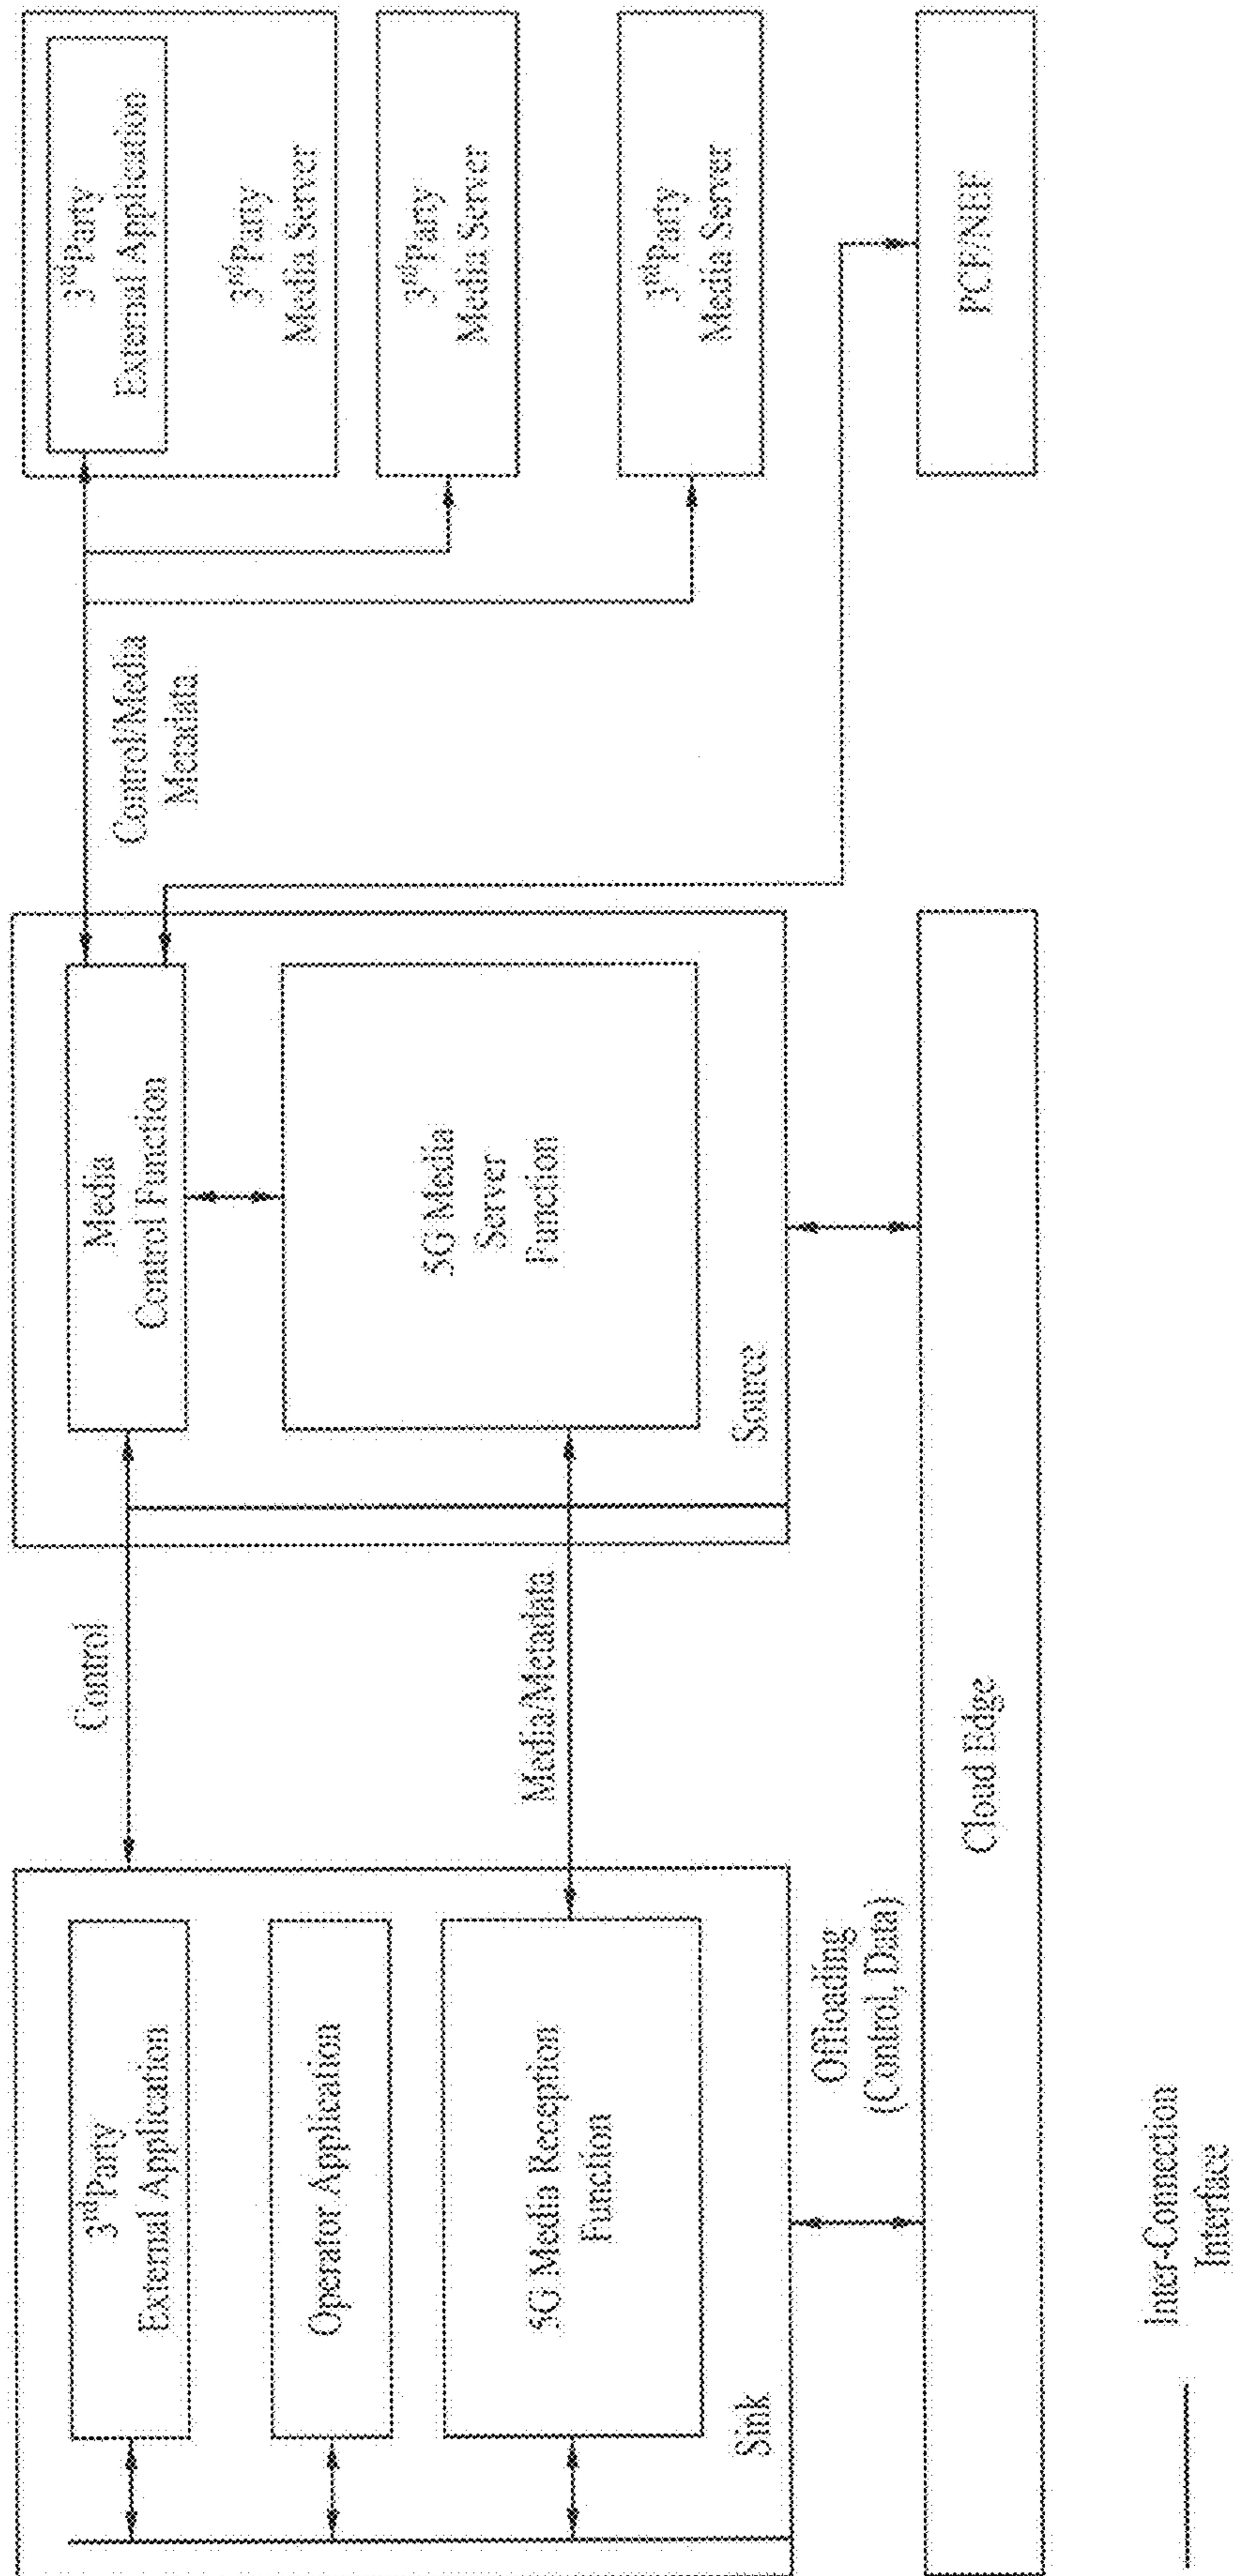 3rdParty
External Application
Operator Application
5G Media Reception
Function
Sink
Control
Media/Metadata
Offloading
(Control, Data)
Media
Control Function
5G Media
Server
Function
Source
Control/Media
Metadata
3rdParty
External Application
3rdParty
Media Server
3rdParty
Media Server
3rdParty
Media Server
PCF/NEF
Cloud Edge
Inter-Connection
Interface